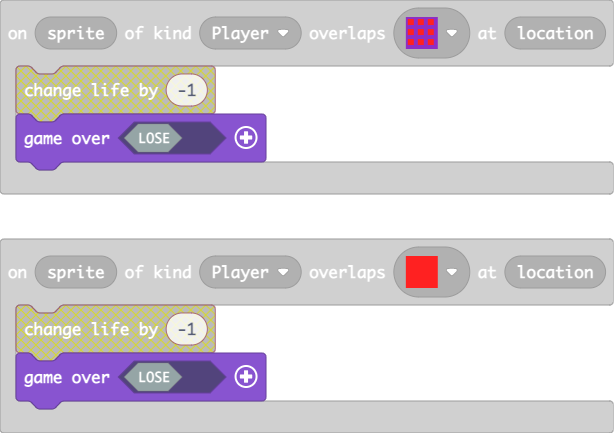 on sprite of kind Player overlaps at location
change life by -1
game over LOSE
on sprite of kind Player overlaps at location
change life by -1
game over LOSE